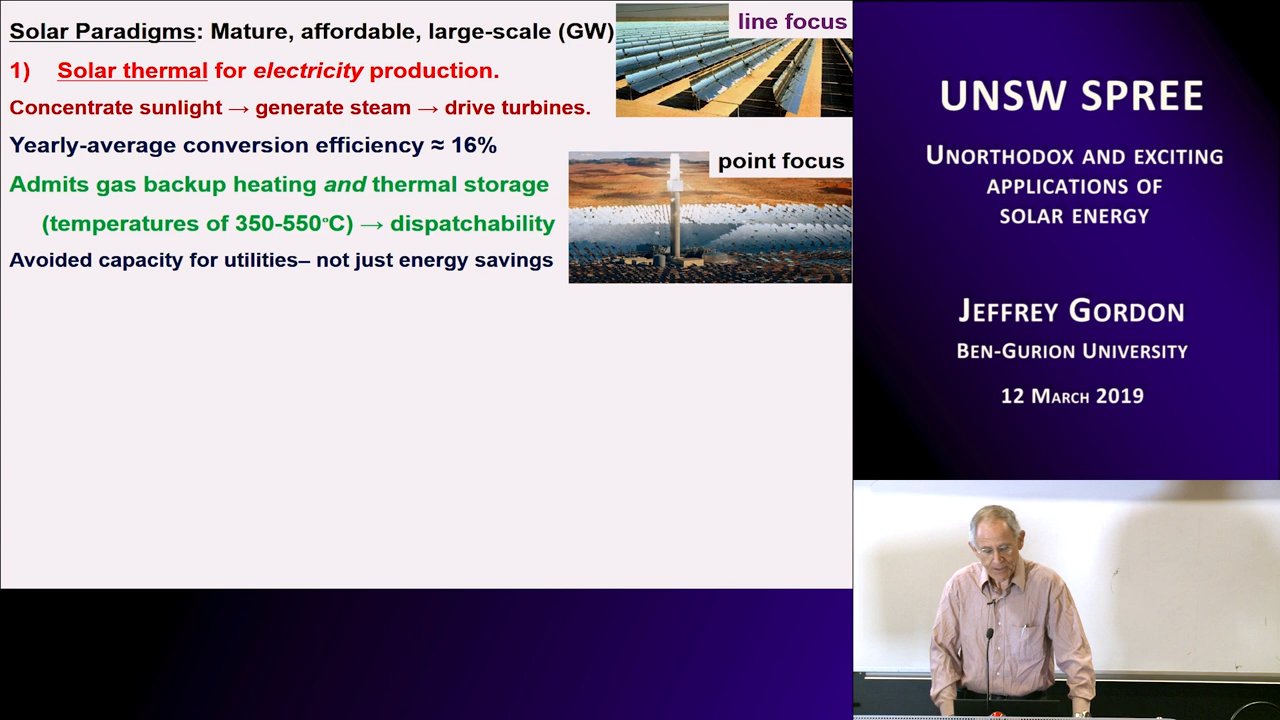 Solar Paradigms: Mature, affordable, large-scale (GW)
line focus
1) Solar thermal for electricity production.
Concentrate sunlight → generate steam → drive turbines.
Yearly-average conversion efficiency ≈ 16%
point focus
Admits gas backup heating and thermal storage
(temperatures of 350-550°C) → dispatchability
Avoided capacity for utilities– not just energy savings
UNSW SPREE
UNORTHODOX AND EXCITING
APPLICATIONS OF
SOLAR ENERGY
JEFFREY GORDON
BEN-GURION UNIVERSITY
12 MARCH 2019